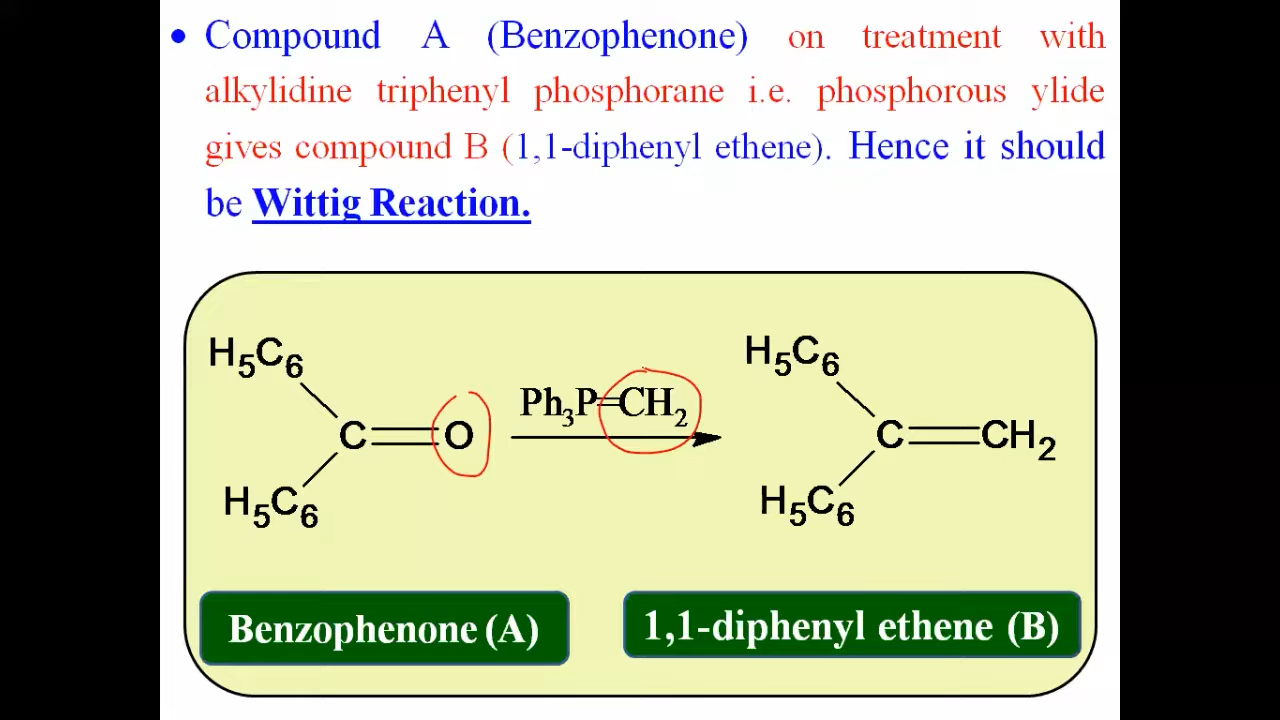 • Compound A (Benzophenone) on treatment with
alkylidine triphenyl phosphorane i.e. phosphorous ylide
gives compound B (1,1-diphenyl ethene). Hence it should
be Wittig Reaction.
H5C6 H5C6
Ph3P=CH2
C=O C=CH2
H5C6 H5C6
Benzophenone (A) 1,1-diphenyl ethene (B)